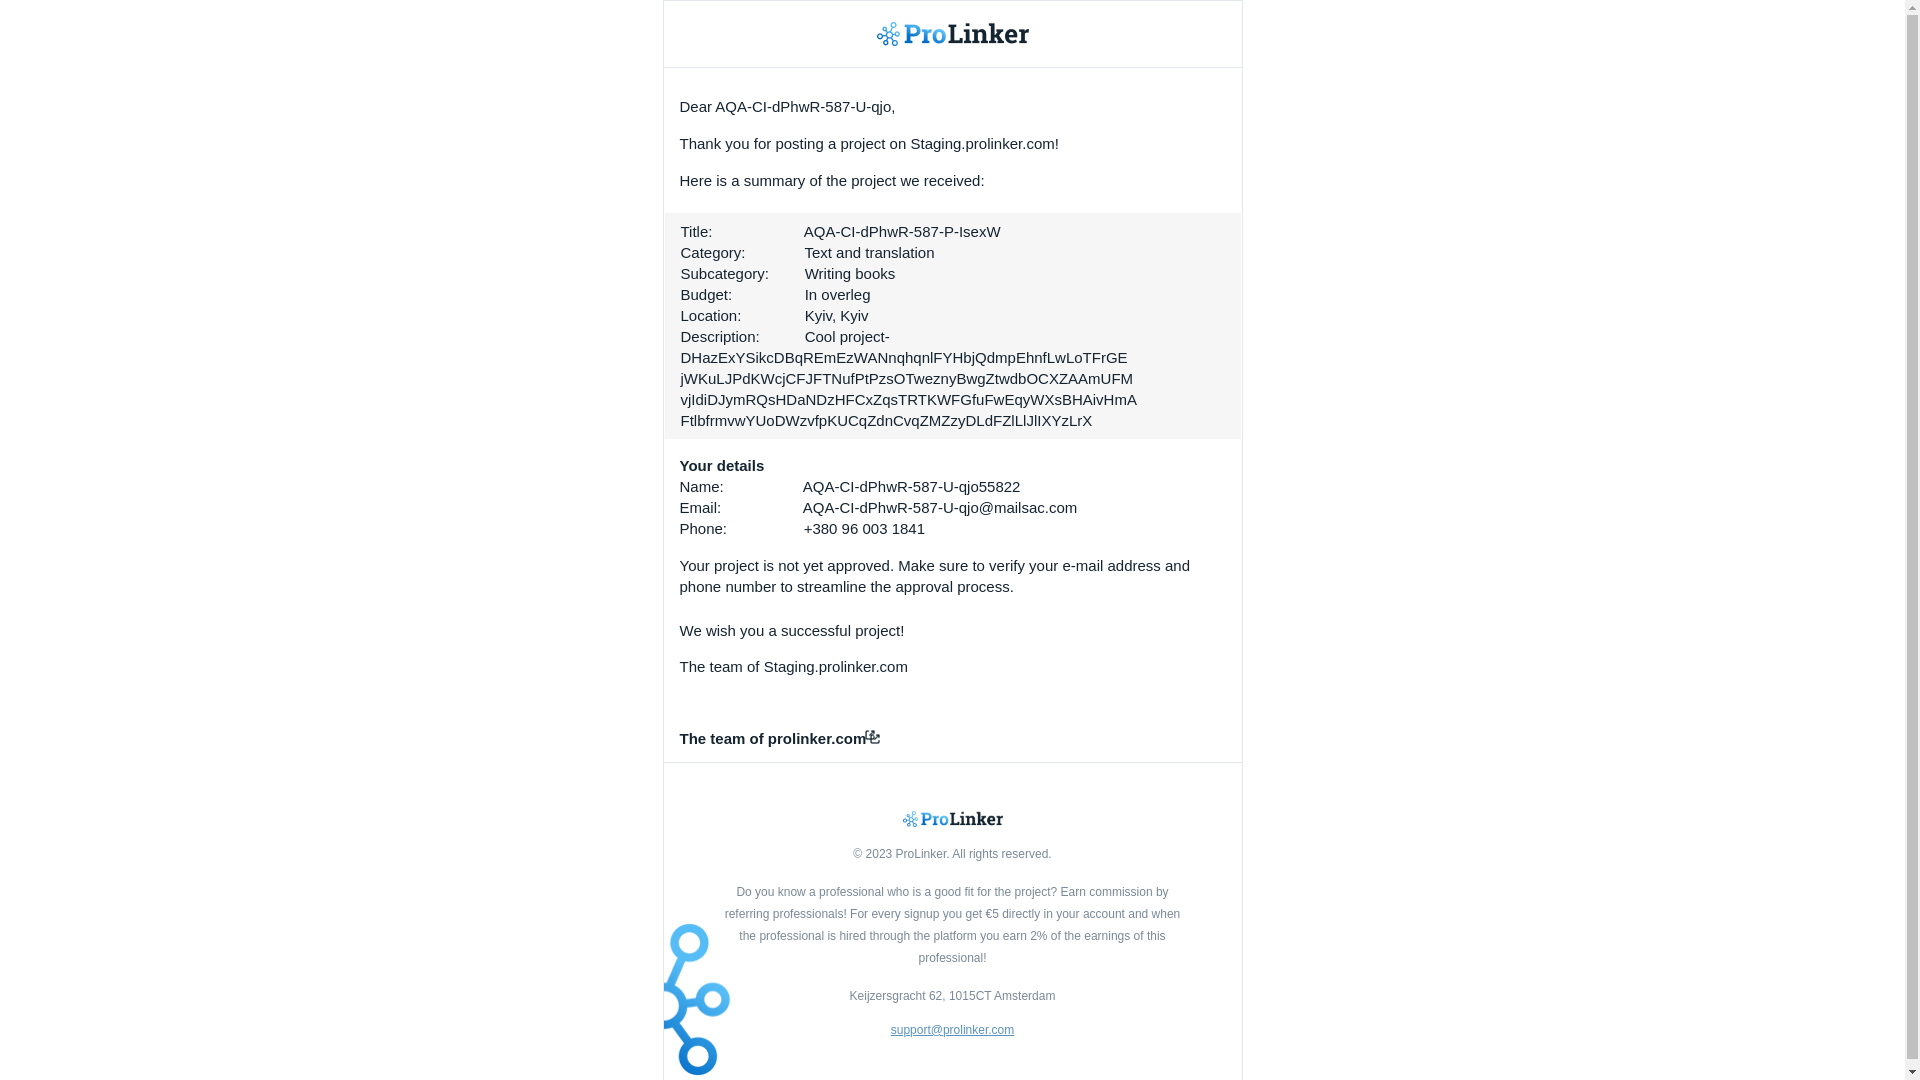 ProLinker
Dear AQA-CI-dPhwR-587-U-qjo,
Thank you for posting a project on Staging.prolinker.com!
Here is a summary of the project we received:
Title: AQA-CI-dPhwR-587-P-IsexW
Category: Text and translation
Subcategory: Writing books
Budget: In overleg
Location: Kyiv, Kyiv
Description: Cool project-
DHazExYSikcDBqREmEzWANnqhqnlFYHbjQdmpEhnfLwLoTFrGE
jWKuLJPdKWcjCFJFTNufPtPzsOTweznyBwgZtwdbOCXZAAmUFM
vjIdiDJymRQsHDaNDzHFCxZqsTRTKWFGfuFwEqyWXsBHAivHmA
FtlbfrmvwYUoDWzvfpKUCqZdnCvqZMZzyDLdFZlLlJlIXYzLrX
Your details
Name: AQA-CI-dPhwR-587-U-qjo55822
Email: AQA-CI-dPhwR-587-U-qjo@mailsac.com
Phone: +380 96 003 1841
Your project is not yet approved. Make sure to verify your e-mail address and
phone number to streamline the approval process.
We wish you a successful project!
The team of Staging.prolinker.com
The team of prolinker.com
ProLinker
© 2023 ProLinker. All rights reserved.
Do you know a professional who is a good fit for the project? Earn commission by
referring professionals! For every signup you get €5 directly in your account and when
the professional is hired through the platform you earn 2% of the earnings of this
professional!
Keijzersgracht 62, 1015CT Amsterdam
support@prolinker.com